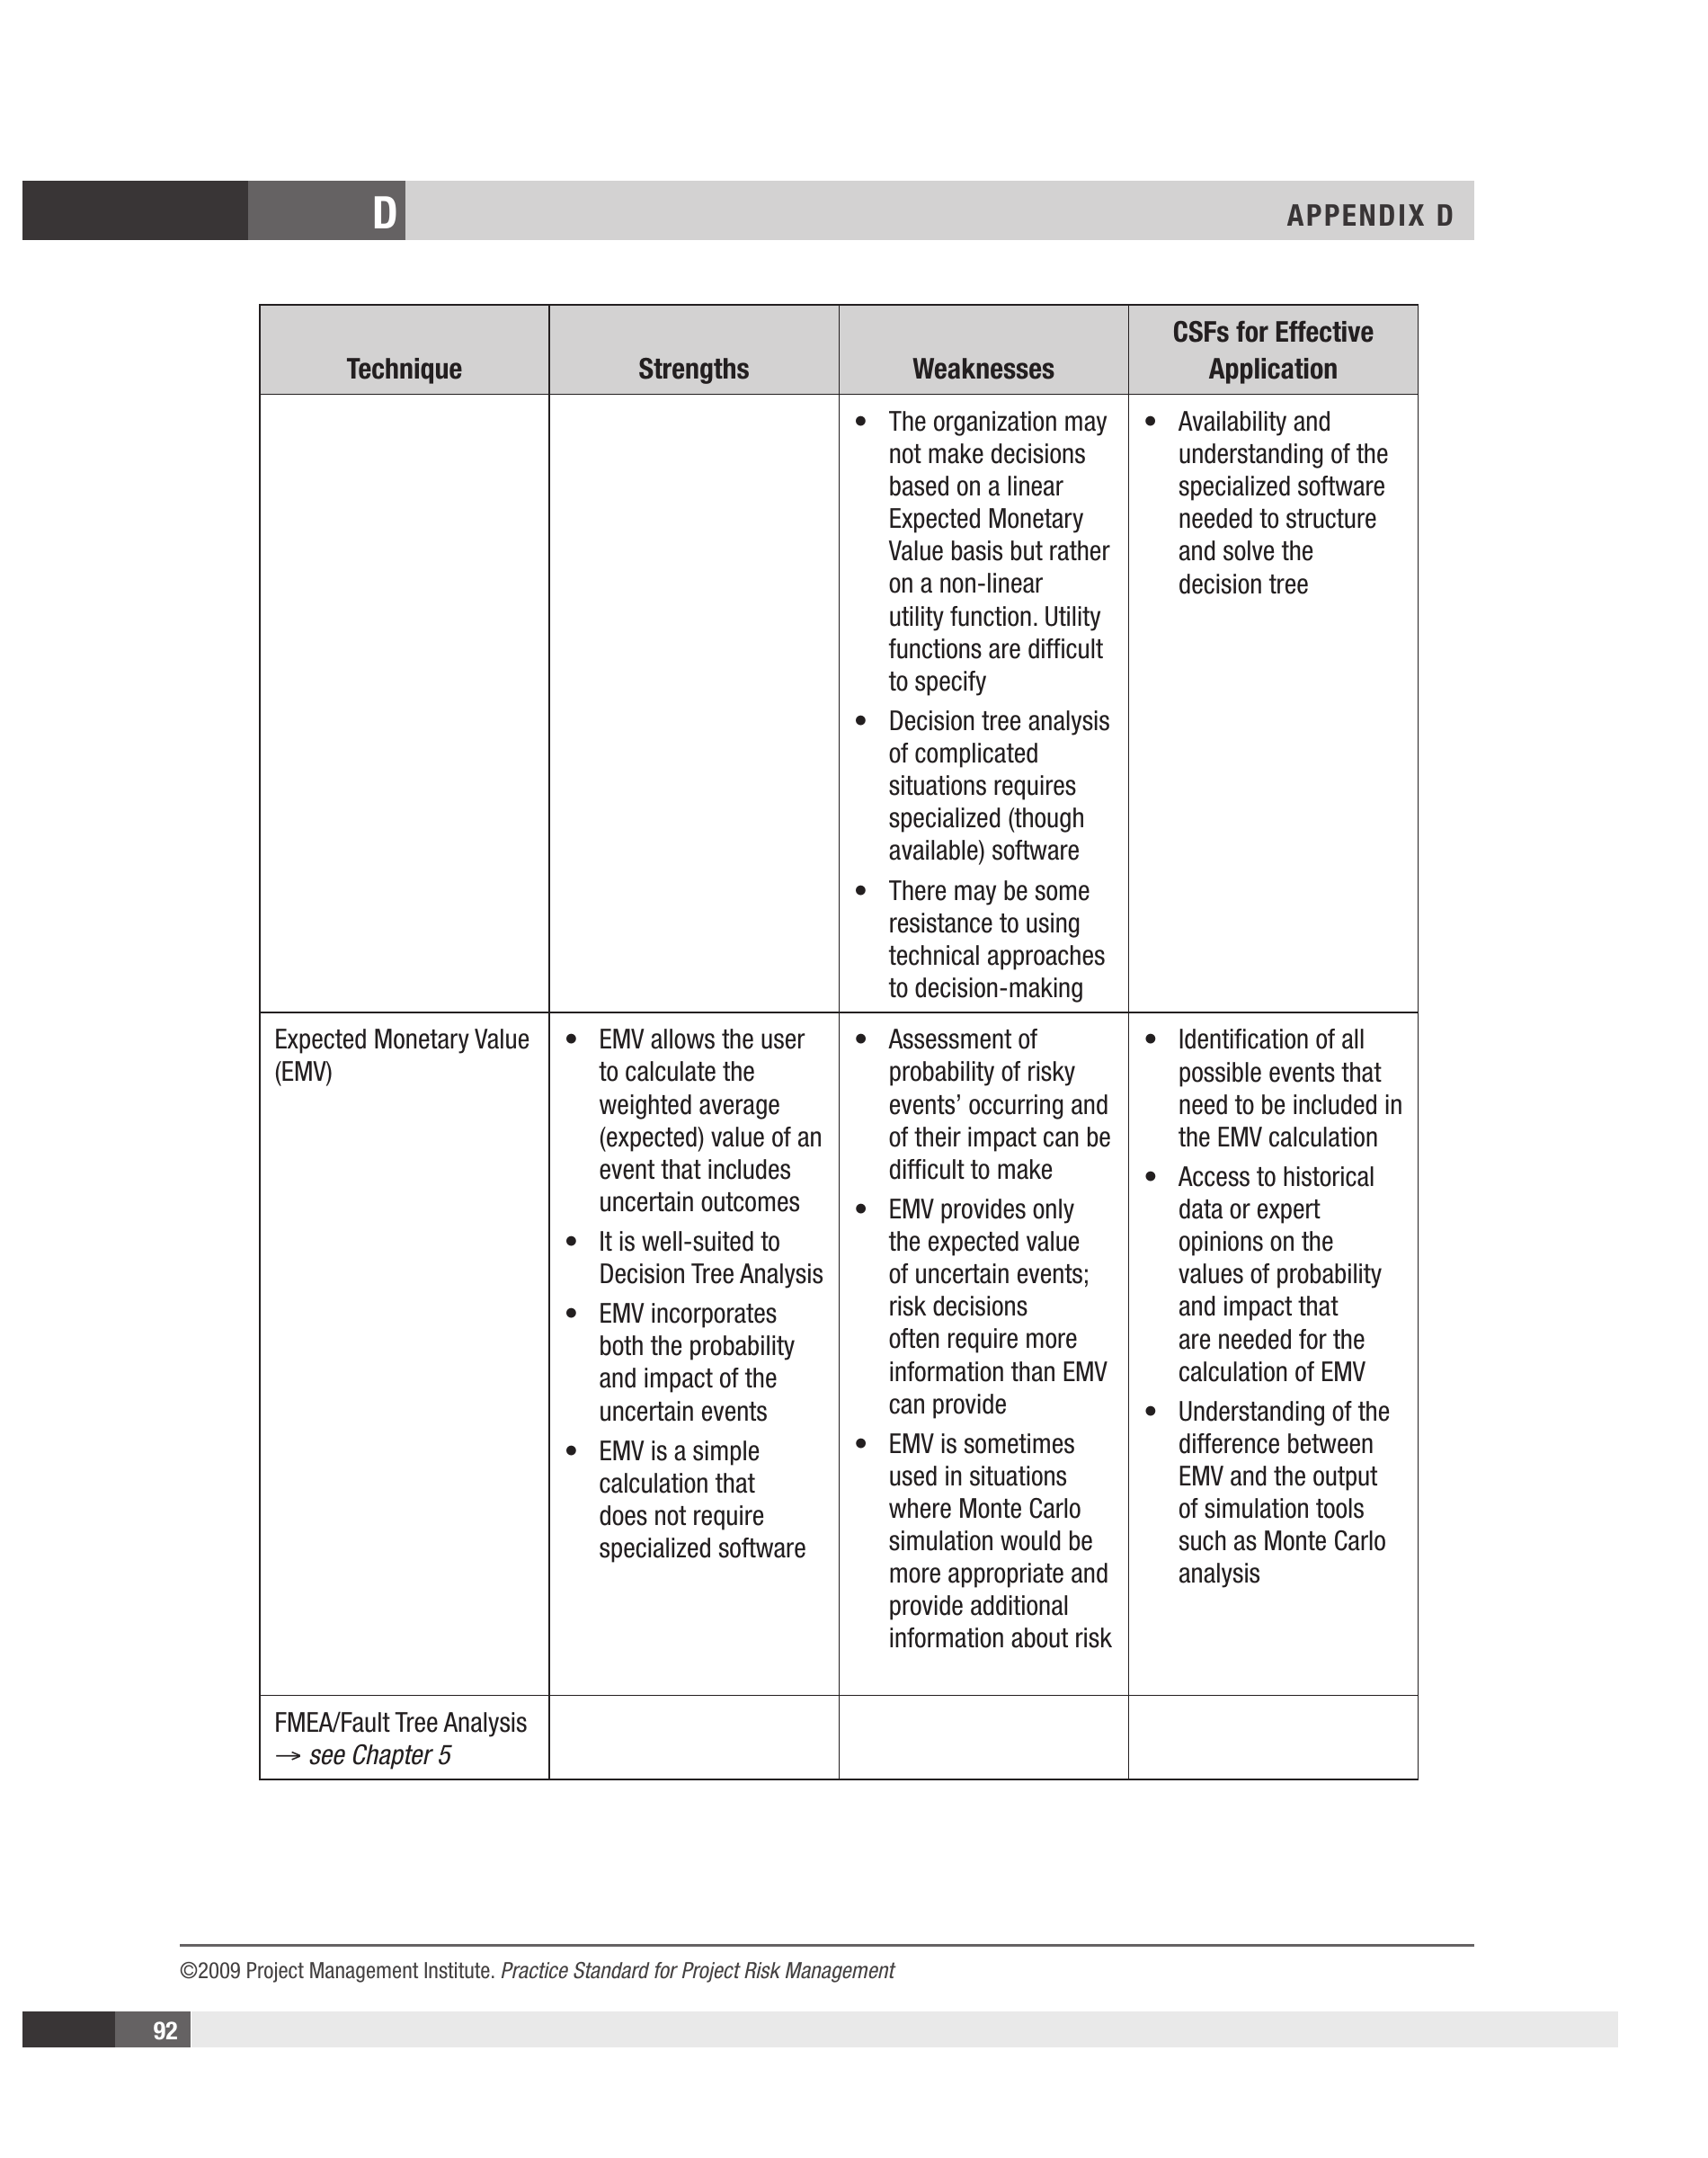 D
APPENDIX D
Technique
Strengths
Weaknesses
CSFs for Effective
Application
• The organization may
not make decisions
based on a linear
Expected Monetary
Value basis but rather
on a non-linear
utility function. Utility
functions are difficult
to specify
• Decision tree analysis
of complicated
situations requires
specialized (though
available) software
• There may be some
resistance to using
technical approaches
to decision-making
• Availability and
understanding of the
specialized software
needed to structure
and solve the
decision tree
Expected Monetary Value
(EMV)
• EMV allows the user
to calculate the
weighted average
(expected) value of an
event that includes
uncertain outcomes
• It is well-suited to
Decision Tree Analysis
• EMV incorporates
both the probability
and impact of the
uncertain events
• EMV is a simple
calculation that
does not require
specialized software
• Assessment of
probability of risky
events’ occurring and
of their impact can be
difficult to make
• EMV provides only
the expected value
of uncertain events;
risk decisions
often require more
information than EMV
can provide
• EMV is sometimes
used in situations
where Monte Carlo
simulation would be
more appropriate and
provide additional
information about risk
• Identification of all
possible events that
need to be included in
the EMV calculation
• Access to historical
data or expert
opinions on the
values of probability
and impact that
are needed for the
calculation of EMV
• Understanding of the
difference between
EMV and the output
of simulation tools
such as Monte Carlo
analysis
FMEA/Fault Tree Analysis
→ see Chapter 5
©2009 Project Management Institute. Practice Standard for Project Risk Management
92